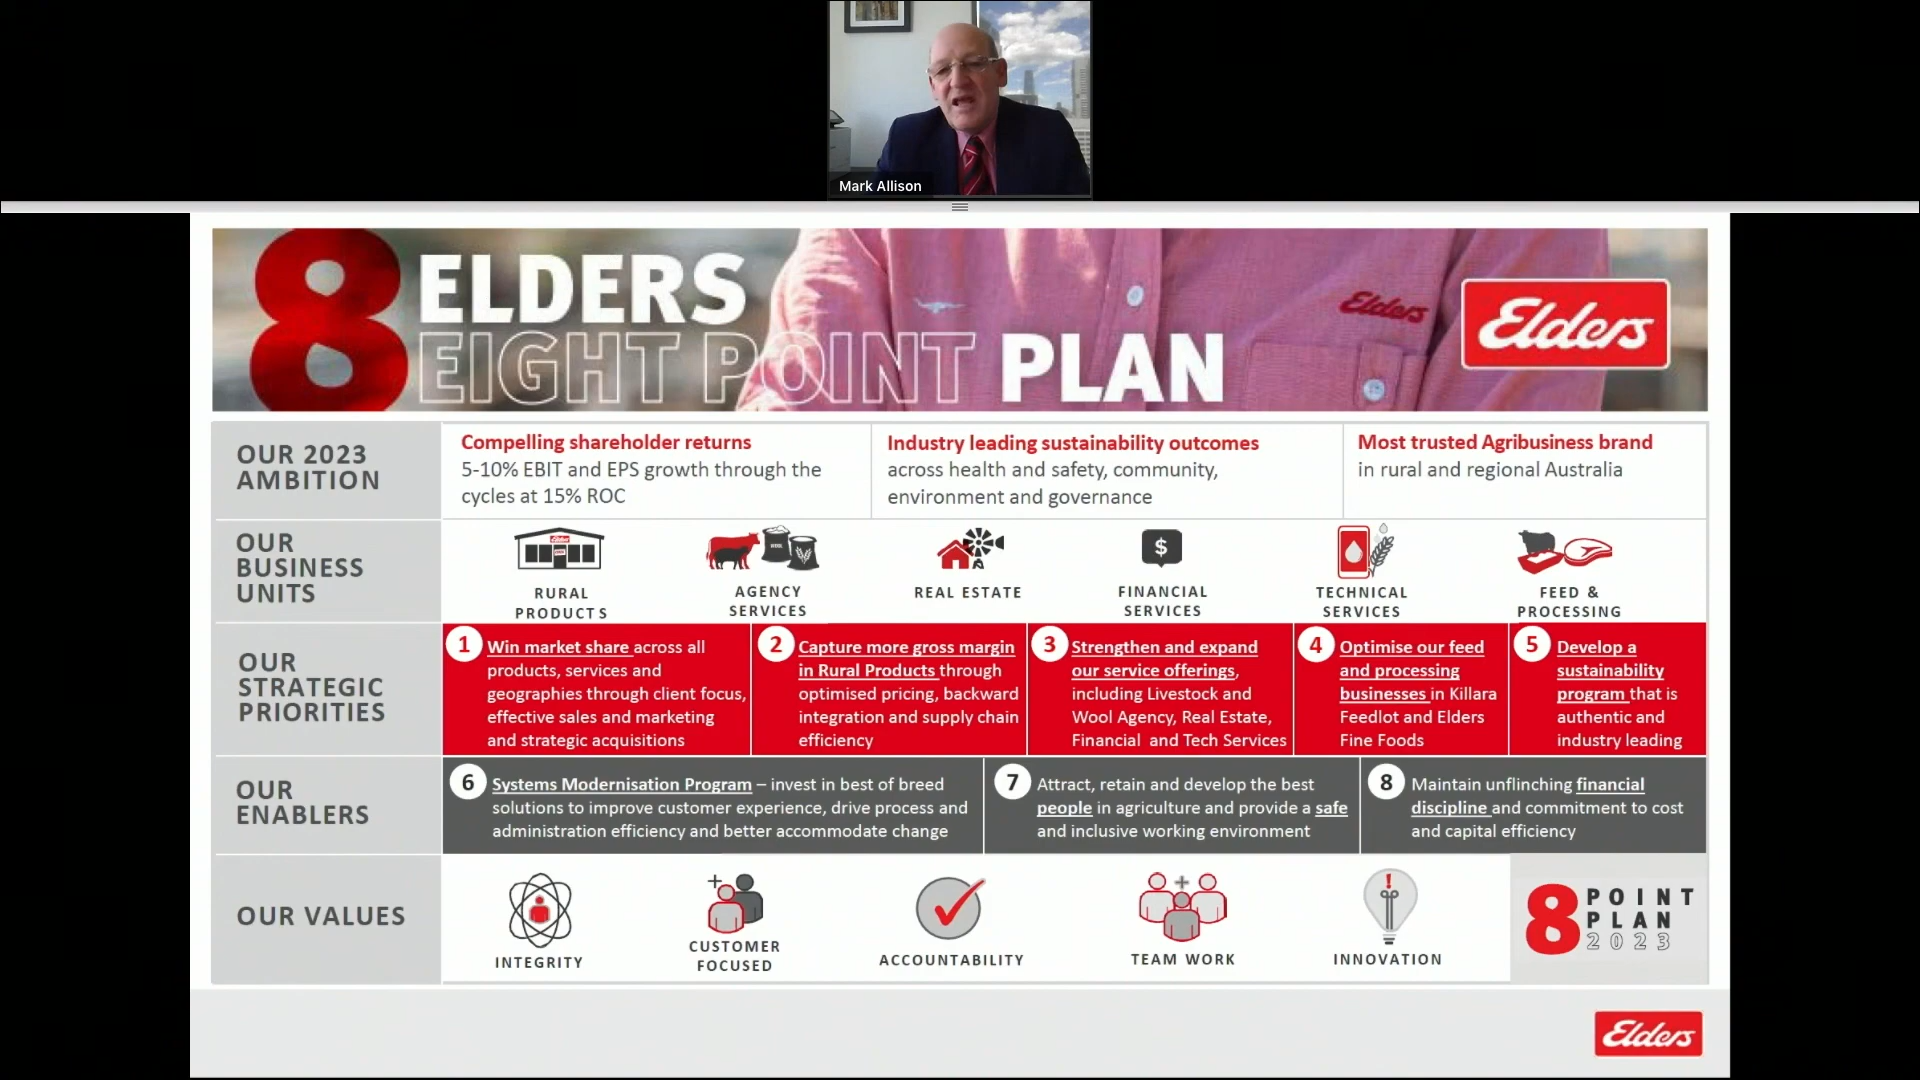 Mark Allison
8 ELDERS
EIGHT POINT PLAN
Elders
Elders
OUR 2023
AMBITION
Compelling shareholder returns
5-10% EBIT and EPS growth through the
cycles at 15% ROC
Industry leading sustainability outcomes
across health and safety, community,
environment and governance
Most trusted Agribusiness brand
in rural and regional Australia
OUR
BUSINESS
UNITS
RURAL
PRODUCTS
AGENCY
SERVICES
REAL ESTATE
$
FINANCIAL
SERVICES
TECHNICAL
SERVICES
FEED &
PROCESSING
OUR
STRATEGIC
PRIORITIES
1 Win market share across all
products, services and
geographies through client focus,
effective sales and marketing
and strategic acquisitions
2 Capture more gross margin
in Rural Products through
optimised pricing, backward
integration and supply chain
efficiency
3 Strengthen and expand
our service offerings,
including Livestock and
Wool Agency, Real Estate,
Financial and Tech Services
4 Optimise our feed
and processing
businesses in Killara
Feedlot and Elders
Fine Foods
5 Develop a
sustainability
program that is
authentic and
industry leading
OUR
ENABLERS
6 Systems Modernisation Program – invest in best of breed
solutions to improve customer experience, drive process and
administration efficiency and better accommodate change
7 Attract, retain and develop the best
people in agriculture and provide a safe
and inclusive working environment
8 Maintain unflinching financial
discipline and commitment to cost
and capital efficiency
OUR VALUES
INTEGRITY
CUSTOMER
FOCUSED
ACCOUNTABILITY
TEAM WORK
INNOVATION
8 POINT
PLAN
2023
Elders